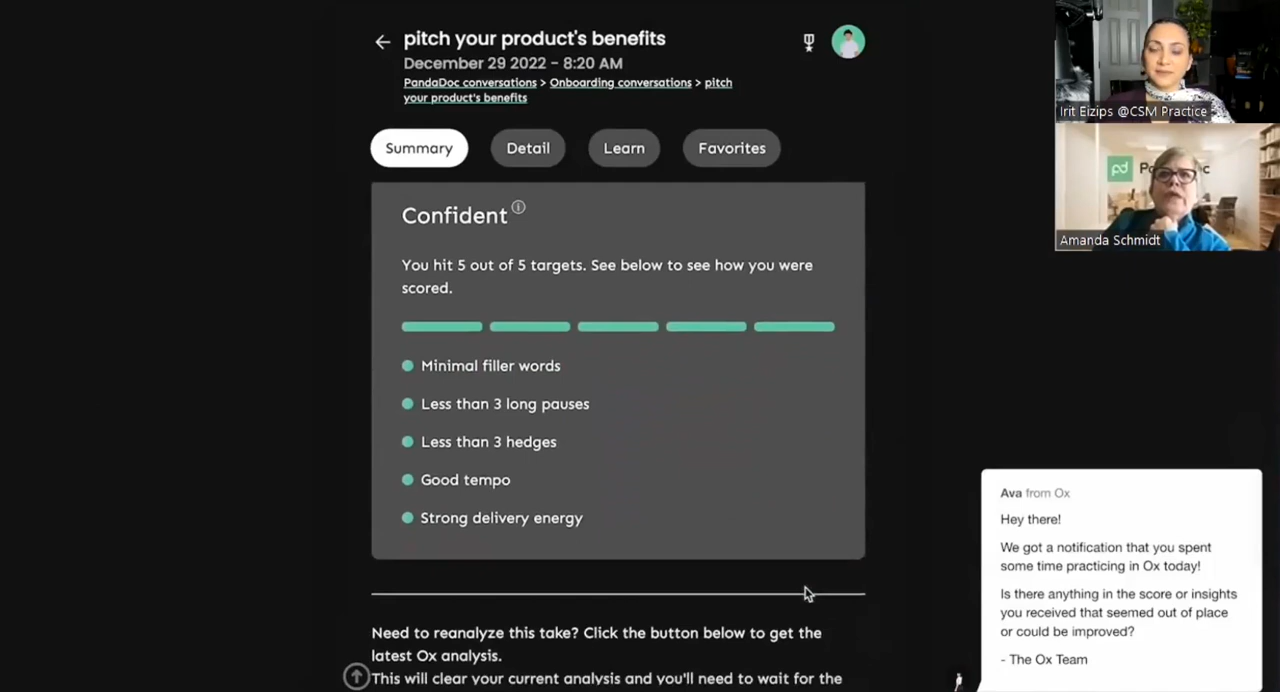 pitch your product's benefits
December 29 2022 - 8:20 AM
PandaDoc conversations > Onboarding conversations > pitch
your product's benefits
Summary
Detail
Learn
Favorites
Confident
You hit 5 out of 5 targets. See below to see how you were
scored.
Minimal filler words
Less than 3 long pauses
Less than 3 hedges
Good tempo
Strong delivery energy
Need to reanalyze this take? Click the button below to get the
latest Ox analysis.
This will clear your current analysis and you'll need to wait for the
Irit Eizips @CSM Practice
pd
Amanda Schmidt
Ava from Ox
Hey there!
We got a notification that you spent
some time practicing in Ox today!
Is there anything in the score or insights
you received that seemed out of place
or could be improved?
- The Ox Team